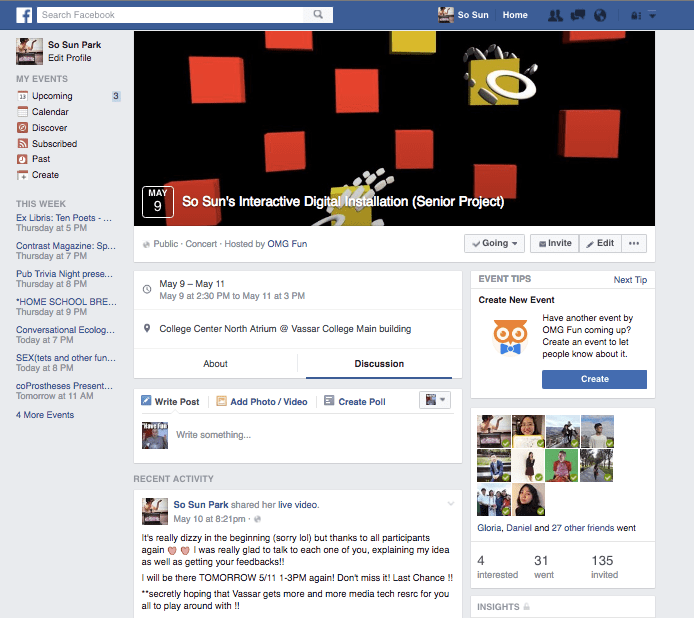 f
Search Facebook
So Sun
Home
So Sun Park
Edit Profile
MY EVENTS
13 Upcoming 3
Calendar
Discover
Subscribed
Past
Create
THIS WEEK
Ex Libris: Ten Poets - ...
Thursday at 5 PM
Contrast Magazine: Sp...
Thursday at 7 PM
Pub Trivia Night prese...
Thursday at 8 PM
*HOME SCHOOL BRE...
Thursday at 9 PM
Conversational Ecolog...
Today at 7 PM
SEX(tets and other fun...
Today at 8 PM
coProstheses Present...
Tomorrow at 11 AM
4 More Events
MAY
9
So Sun's Interactive Digital Installation (Senior Project)
Public · Concert · Hosted by OMG Fun
Going
Invite
Edit
May 9 – May 11
May 9 at 2:30 PM to May 11 at 3 PM
College Center North Atrium @ Vassar College Main building
About
Discussion
Write Post
Add Photo / Video
Create Poll
"Have Fun
Write something...
RECENT ACTIVITY
So Sun Park shared her live video.
May 10 at 8:21pm ·
It's really dizzy in the beginning (sorry lol) but thanks to all participants
again I was really glad to talk to each one of you, explaining my idea
as well as getting your feedbacks!!
I will be there TOMORROW 5/11 1-3PM again! Don't miss it! Last Chance !!
**secretly hoping that Vassar gets more and more media tech resrc for you
all to play around with !!
EVENT TIPS
Next Tip
Create New Event
Have another event by
OMG Fun coming up?
Create an event to let
people know about it.
Create
Gloria, Daniel and 27 other friends went
4
interested
31
went
135
invited
INSIGHTS